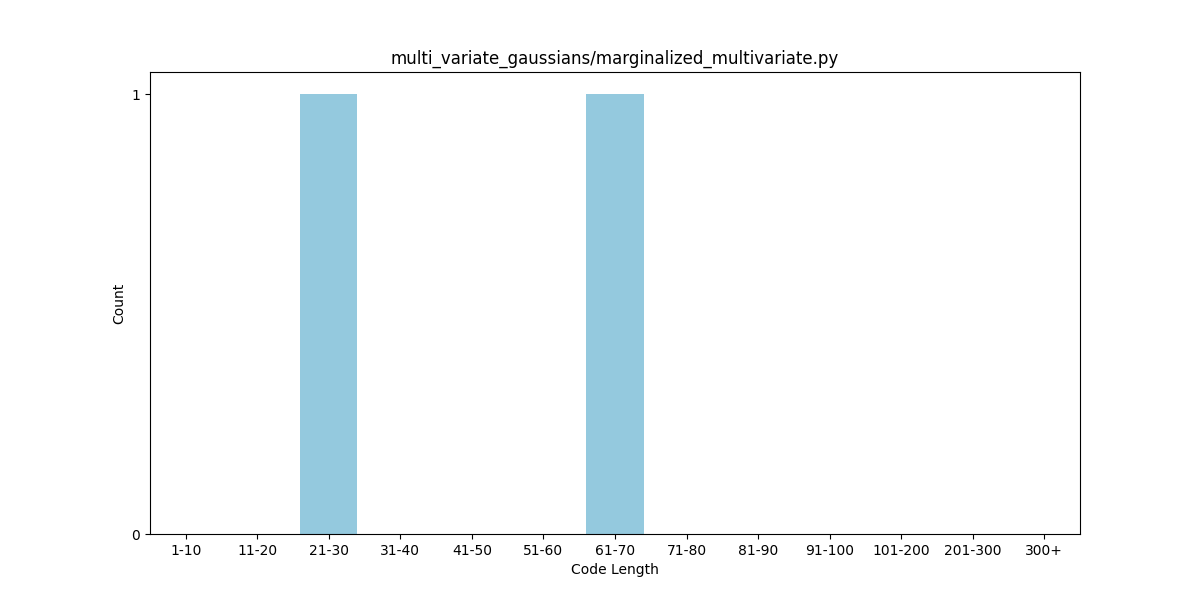 multi_variate_gaussians/marginalized_multivariate.py
1
0
Count
1-10 11-20 21-30 31-40 41-50 51-60 61-70 71-80 81-90 91-100 101-200 201-300 300+
Code Length